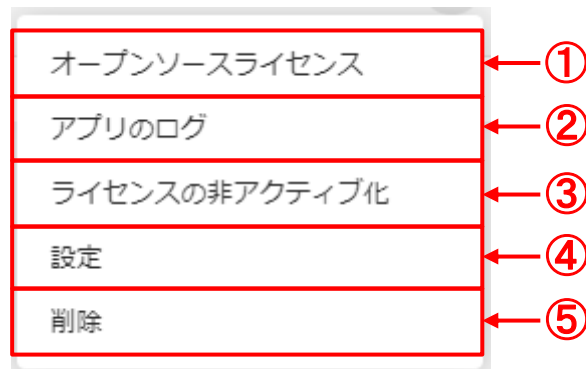 オープンソースライセンス ①
アプリのログ ②
ライセンスの非アクティブ化 ③
設定 ④
削除 ⑤